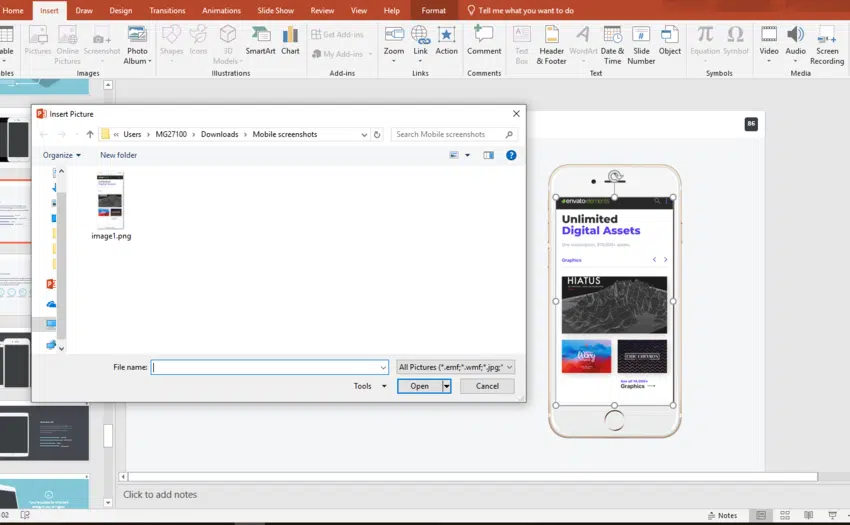 Home Insert Draw Design Transitions Animations Slide Show Review View Help Format Tell me what you want to do
Pictures
Online Pictures
Screenshot
Photo Album
Shapes
Icons
3D Models
SmartArt
Chart
Get Add-ins
My Add-ins
Zoom
Link
Action
Comment
Text Box
Header & Footer
WordArt
Date & Time
Slide Number
Object
Equation
Symbol
Video
Audio
Screen Recording
Images Illustrations Add-ins Links Comments Text Symbols Media
Insert Picture
« Users > MG27100 > Downloads > Mobile screenshots
Search Mobile screenshots
Organize New folder
image1.png
File name:
All Pictures (*.emf;*.wmf;*.jpg;*
Tools
Open
Cancel
86
envatoelements
Unlimited
Digital Assets
Graphics
HIATUS
Graphics
Click to add notes
02
Notes